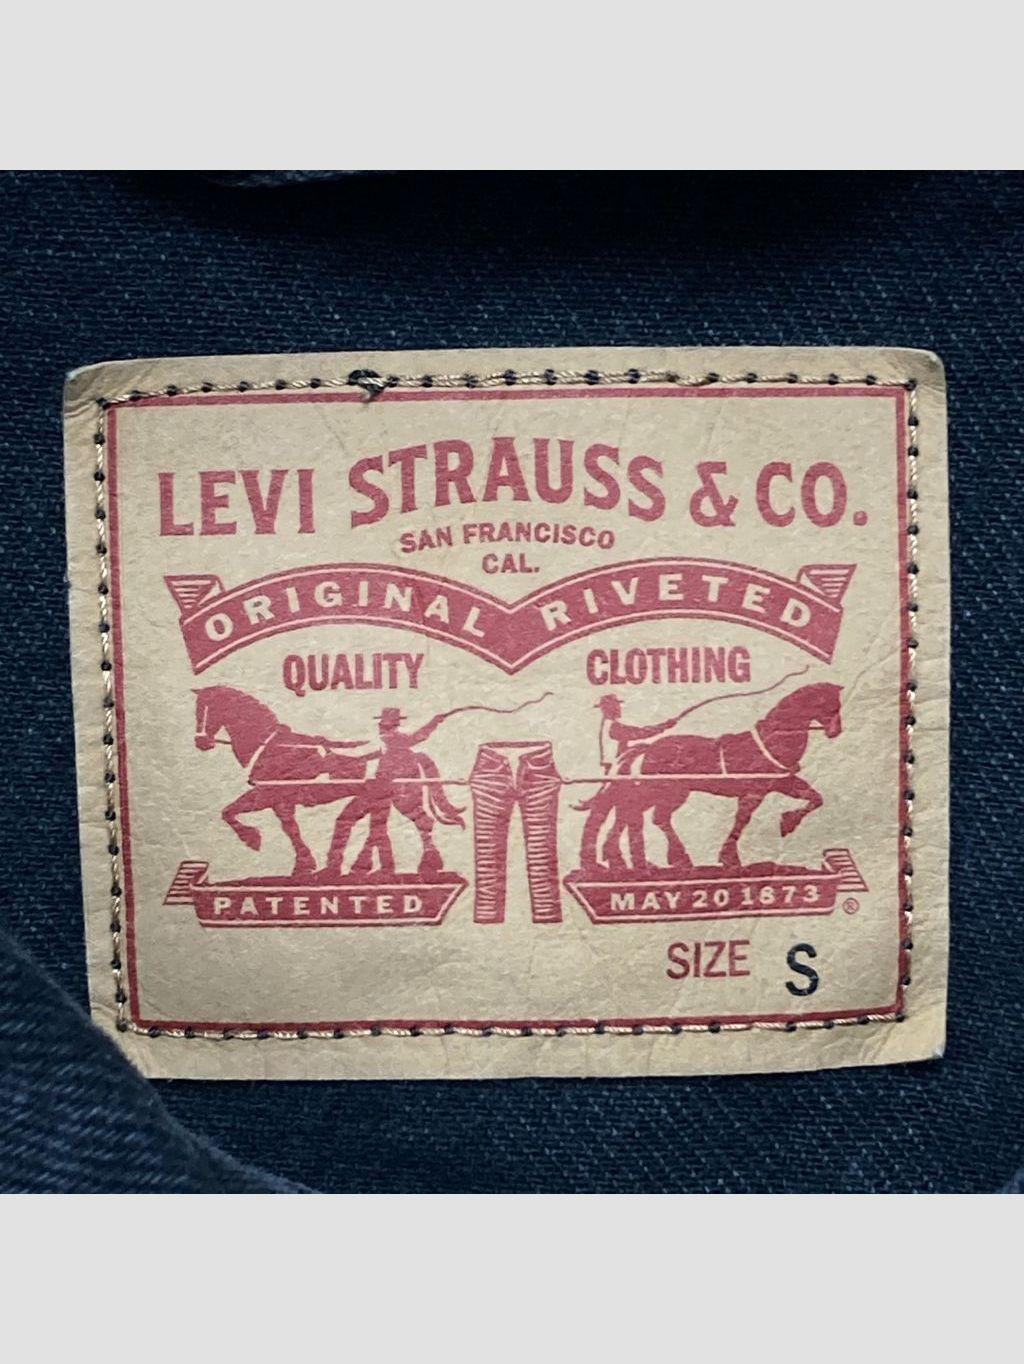 LEVI STRAUSS & CO.
SAN FRANCISCO
CAL.
ORIGINAL RIVETED
QUALITY CLOTHING
PATENTED MAY 20 1873
®
SIZE S